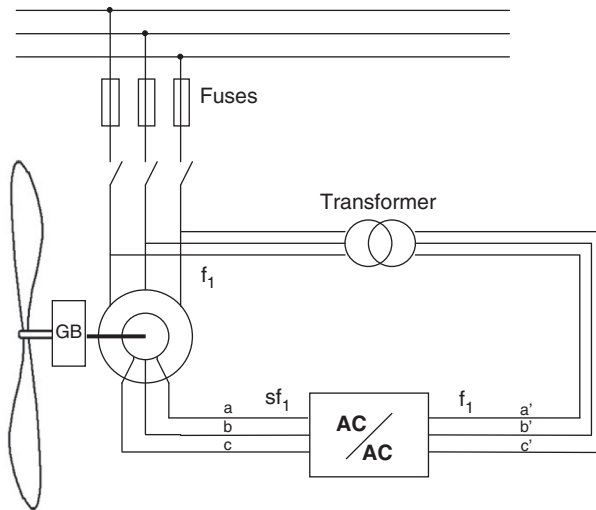 Fuses
Transformer
f1
GB
a sf1 f1 a'
b AC b'
c AC c'